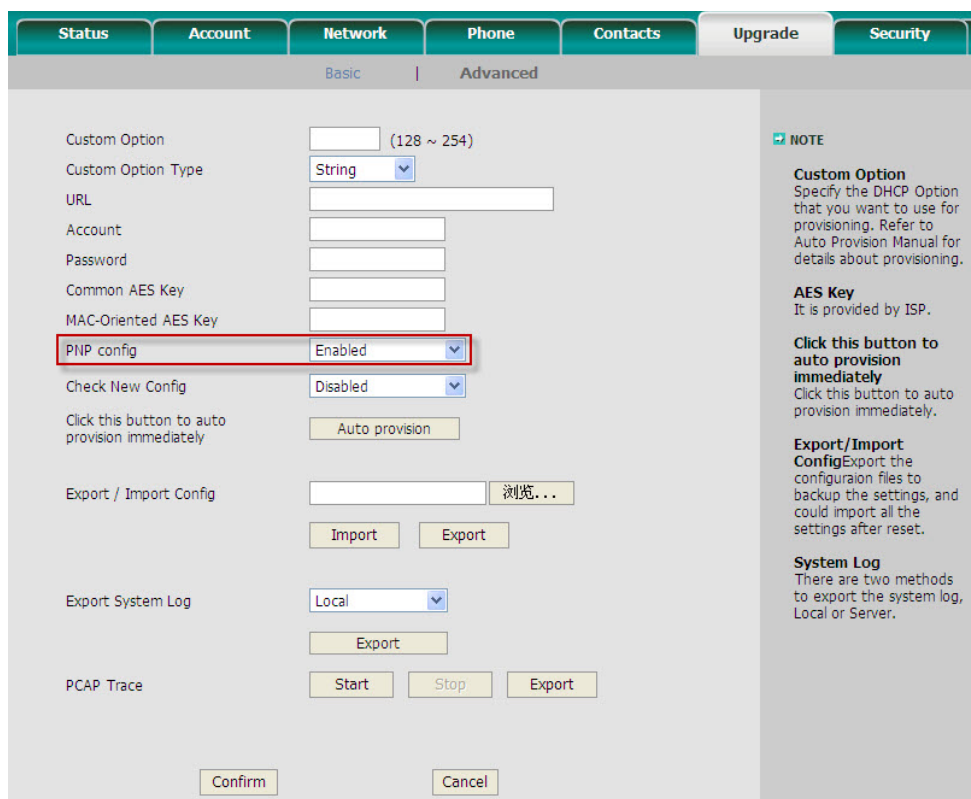 Status Account Network Phone Contacts Upgrade Security
Basic | Advanced
Custom Option (128 ~ 254)
Custom Option Type String
URL
Account
Password
Common AES Key
MAC-Oriented AES Key
PNP config Enabled
Check New Config Disabled
Click this button to auto
provision immediately
Auto provision
Export / Import Config 浏览...
Import Export
Export System Log Local
Export
PCAP Trace Start Stop Export
Confirm Cancel
NOTE
Custom Option
Specify the DHCP Option
that you want to use for
provisioning. Refer to
Auto Provision Manual for
details about provisioning.
AES Key
It is provided by ISP.
Click this button to
auto provision
immediately
Click this button to auto
provision immediately.
Export/Import
ConfigExport the
configuraion files to
backup the settings, and
could import all the
settings after reset.
System Log
There are two methods
to export the system log,
Local or Server.